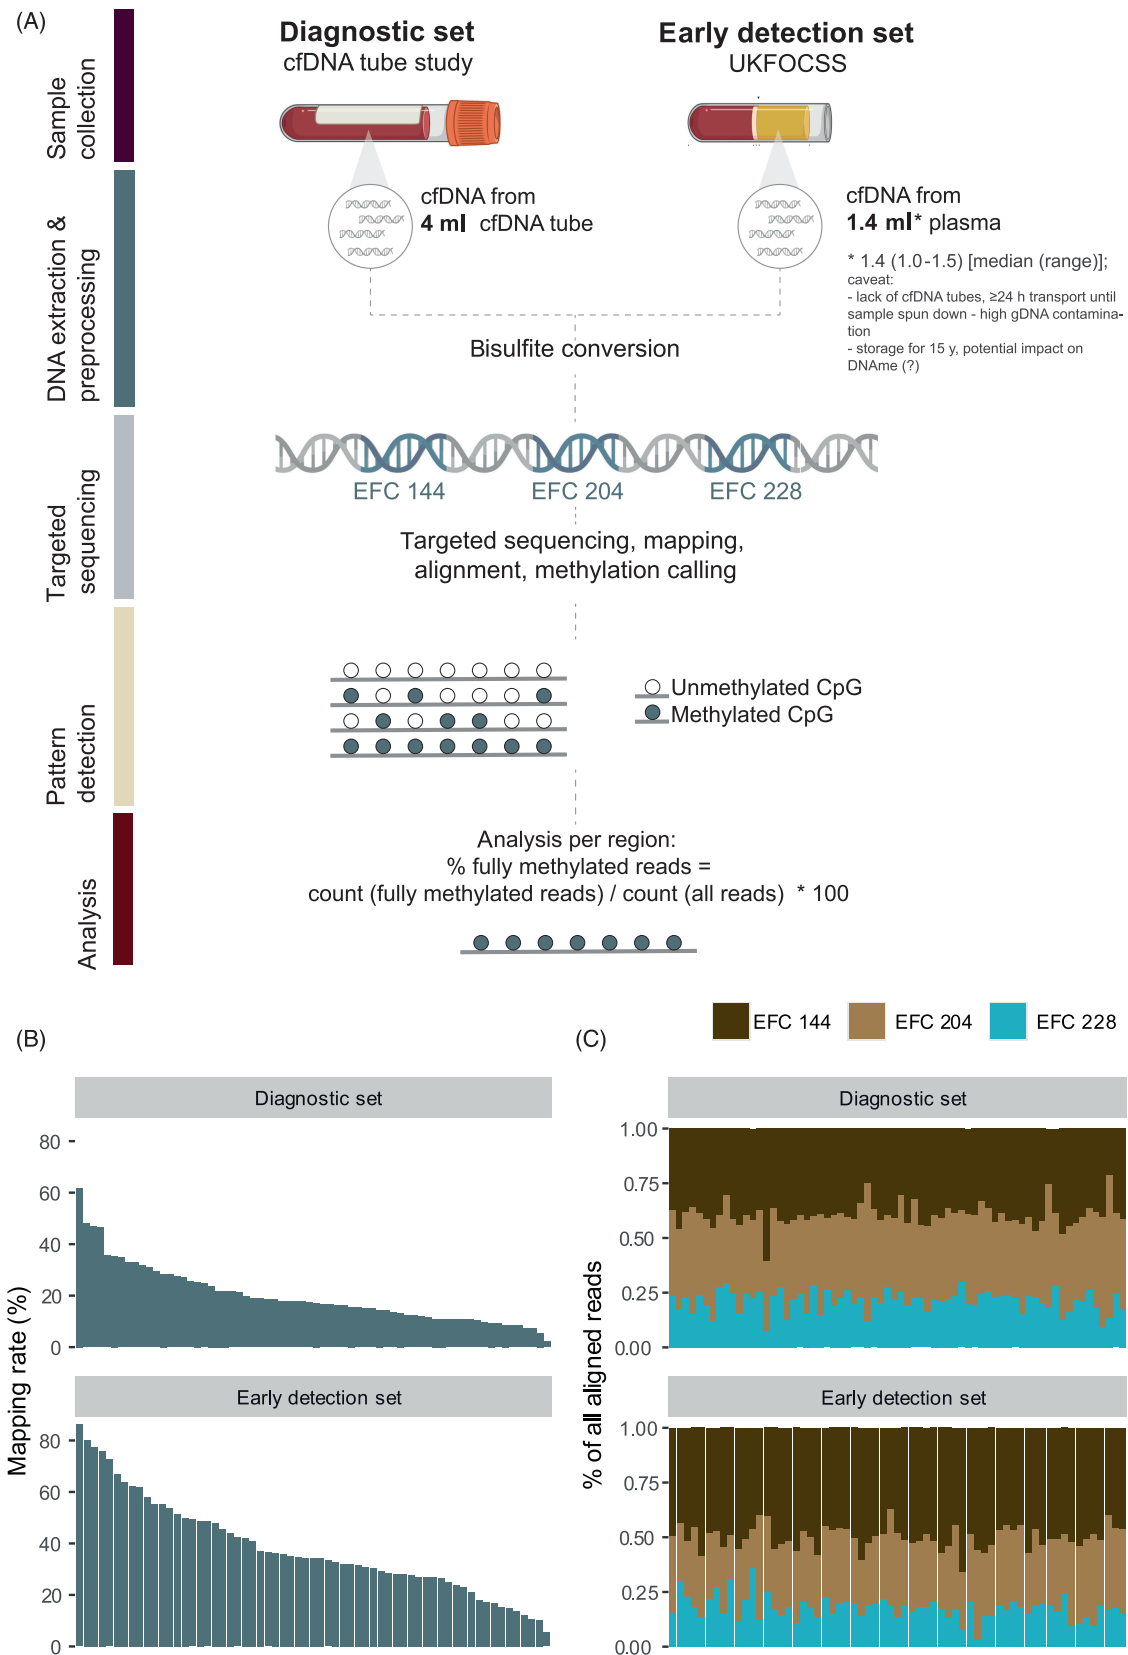 (A)
Diagnostic set
cfDNA tube study
Early detection set
UKFOCSS
Sample
collection
cfDNA from
4 ml cfDNA tube
cfDNA from
1.4 ml* plasma
* 1.4 (1.0-1.5) [median (range)];
caveat:
- lack of cfDNA tubes, ≥24 h transport until
sample spun down - high gDNA contamina-
tion
- storage for 15 y, potential impact on
DNAme (?)
DNA extraction &
preprocessing
Bisulfite conversion
EFC 144
EFC 204
EFC 228
Targeted
sequencing
Targeted sequencing, mapping,
alignment, methylation calling
Pattern
detection
Unmethylated CpG
Methylated CpG
Analysis
Analysis per region:
% fully methylated reads =
count (fully methylated reads) / count (all reads) * 100
EFC 144
EFC 204
EFC 228
(B)
Diagnostic set
80
60
40
20
0
Early detection set
80
60
40
20
0
Mapping rate (%)
(C)
Diagnostic set
1.00
0.75
0.50
0.25
0.00
Early detection set
1.00
0.75
0.50
0.25
0.00
% of all aligned reads